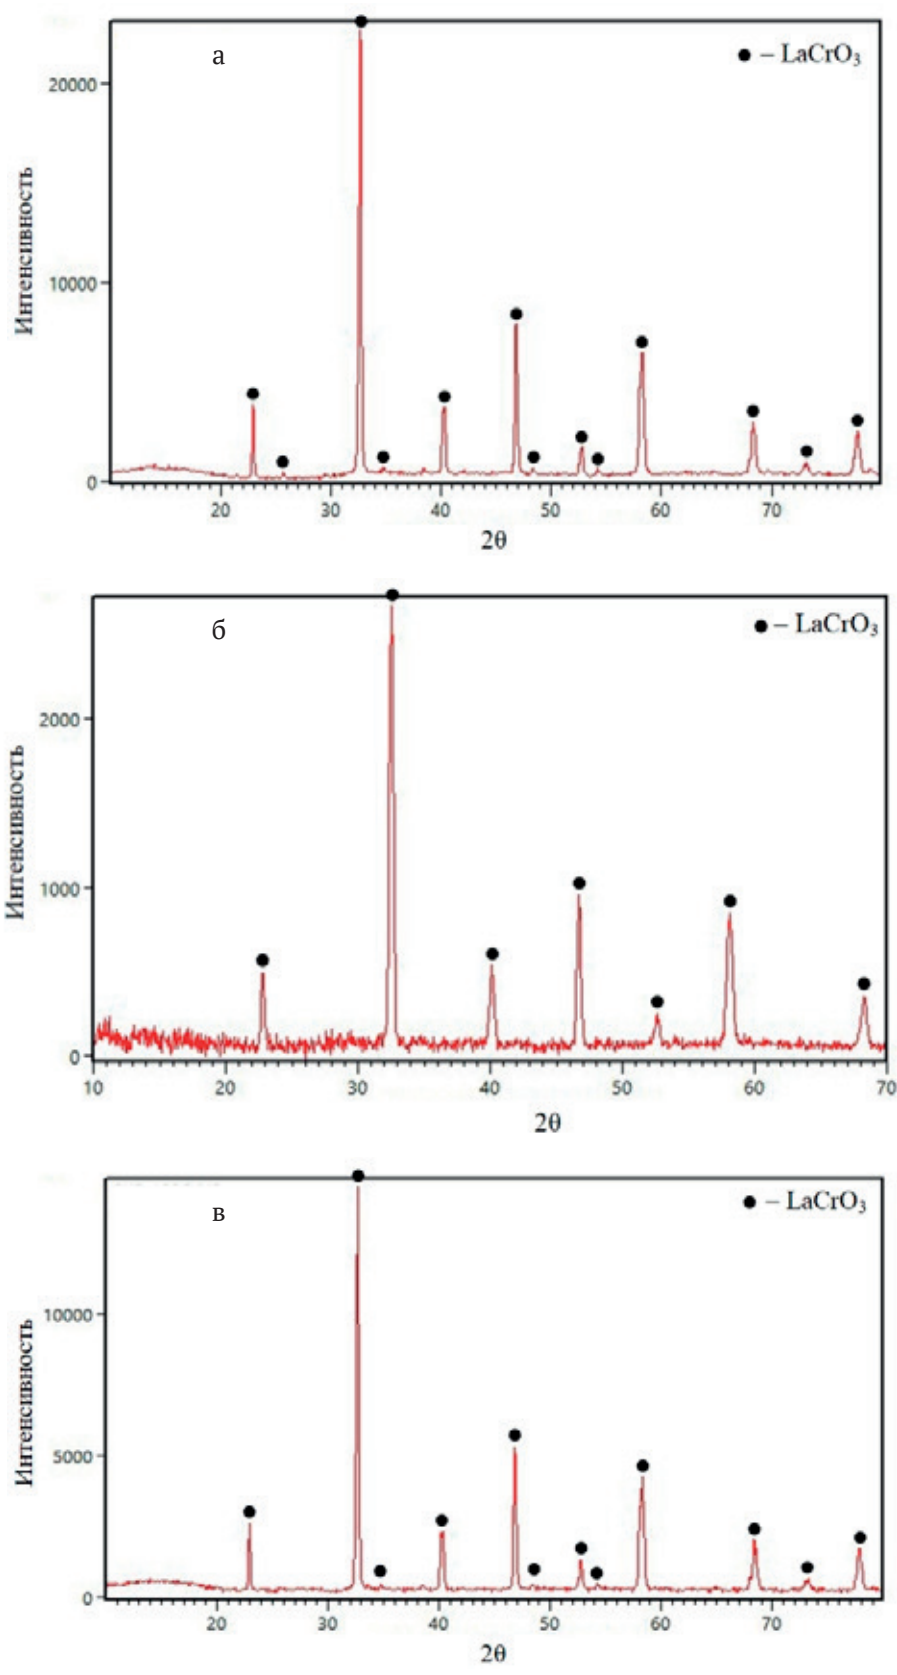 а
● – LaCrO₃
Интенсивность
20000
10000
0
20 30 40 50 60 70
2θ
б
● – LaCrO₃
Интенсивность
2000
1000
0
10 20 30 40 50 60 70
2θ
в
● – LaCrO₃
Интенсивность
10000
5000
0
20 30 40 50 60 70
2θ